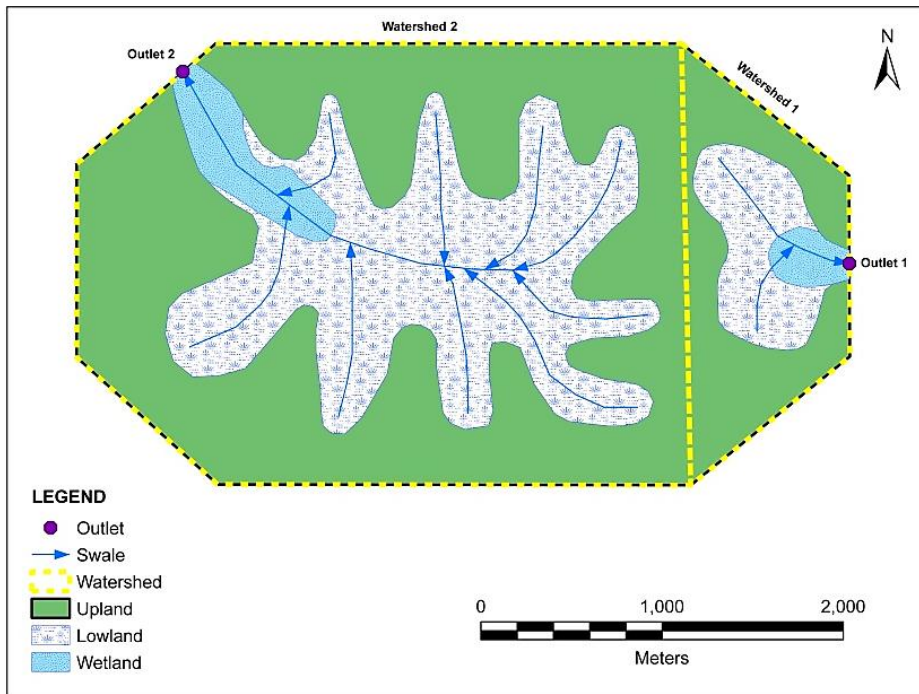 Watershed 2
Outlet 2
Watershed 1
N
Outlet 1
LEGEND
Outlet
Swale
Watershed
Upland
Lowland
Wetland
0 1,000 2,000
Meters